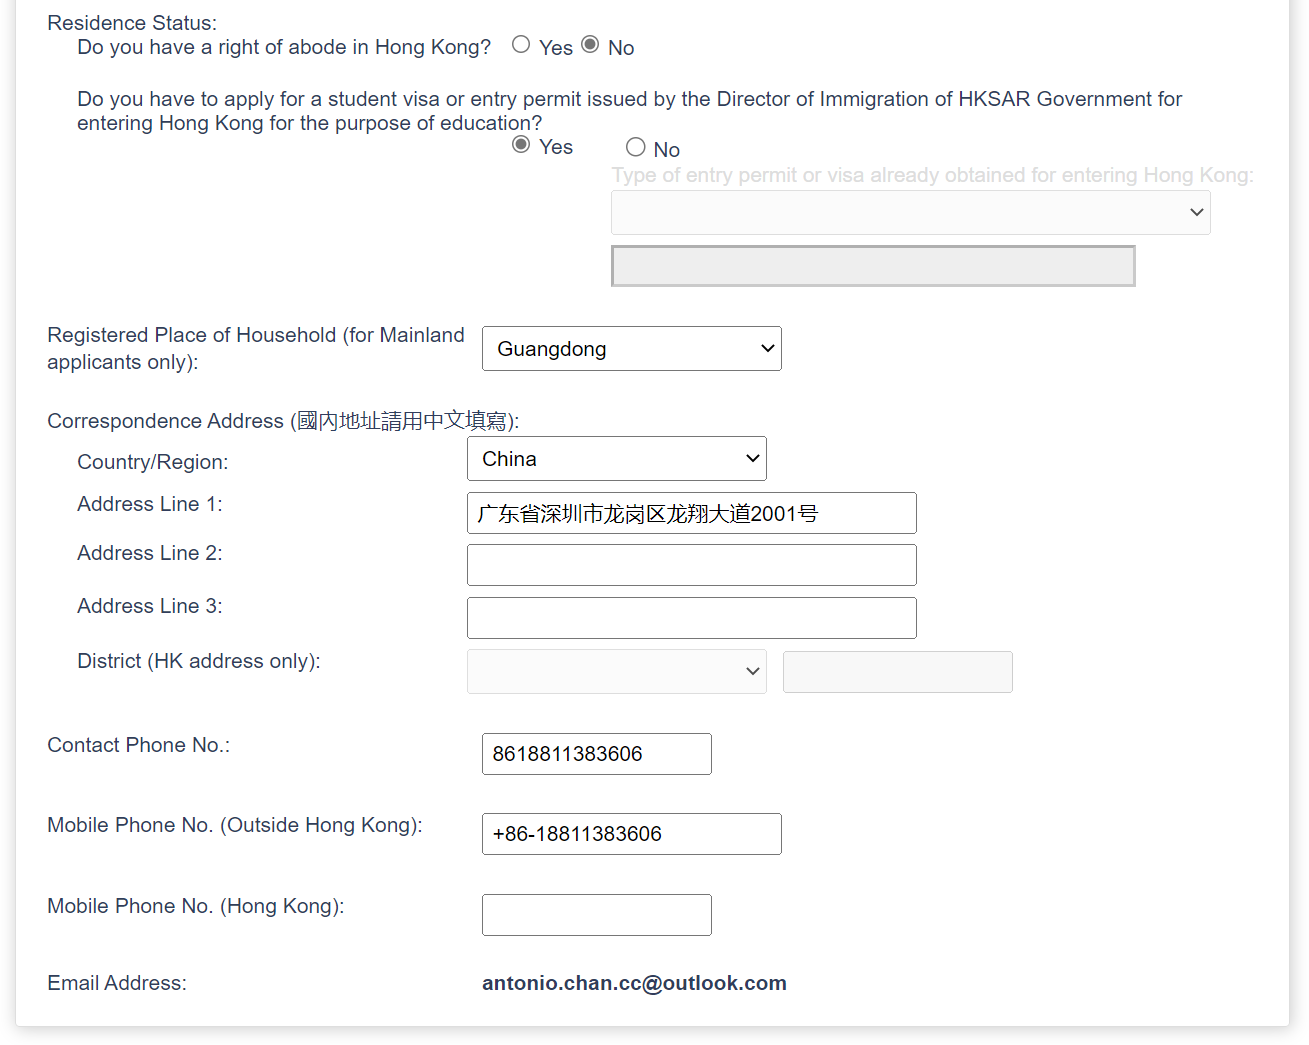 Residence Status:
Do you have a right of abode in Hong Kong? Yes No
Do you have to apply for a student visa or entry permit issued by the Director of Immigration of HKSAR Government for
entering Hong Kong for the purpose of education?
Yes No
Type of entry permit or visa already obtained for entering Hong Kong:
Registered Place of Household (for Mainland
applicants only):
Guangdong
Correspondence Address (國內地址請用中文填寫):
Country/Region: China
Address Line 1: 广东省深圳市龙岗区龙翔大道2001号
Address Line 2:
Address Line 3:
District (HK address only):
Contact Phone No.: 8618811383606
Mobile Phone No. (Outside Hong Kong): +86-18811383606
Mobile Phone No. (Hong Kong):
Email Address: antonio.chan.cc@outlook.com